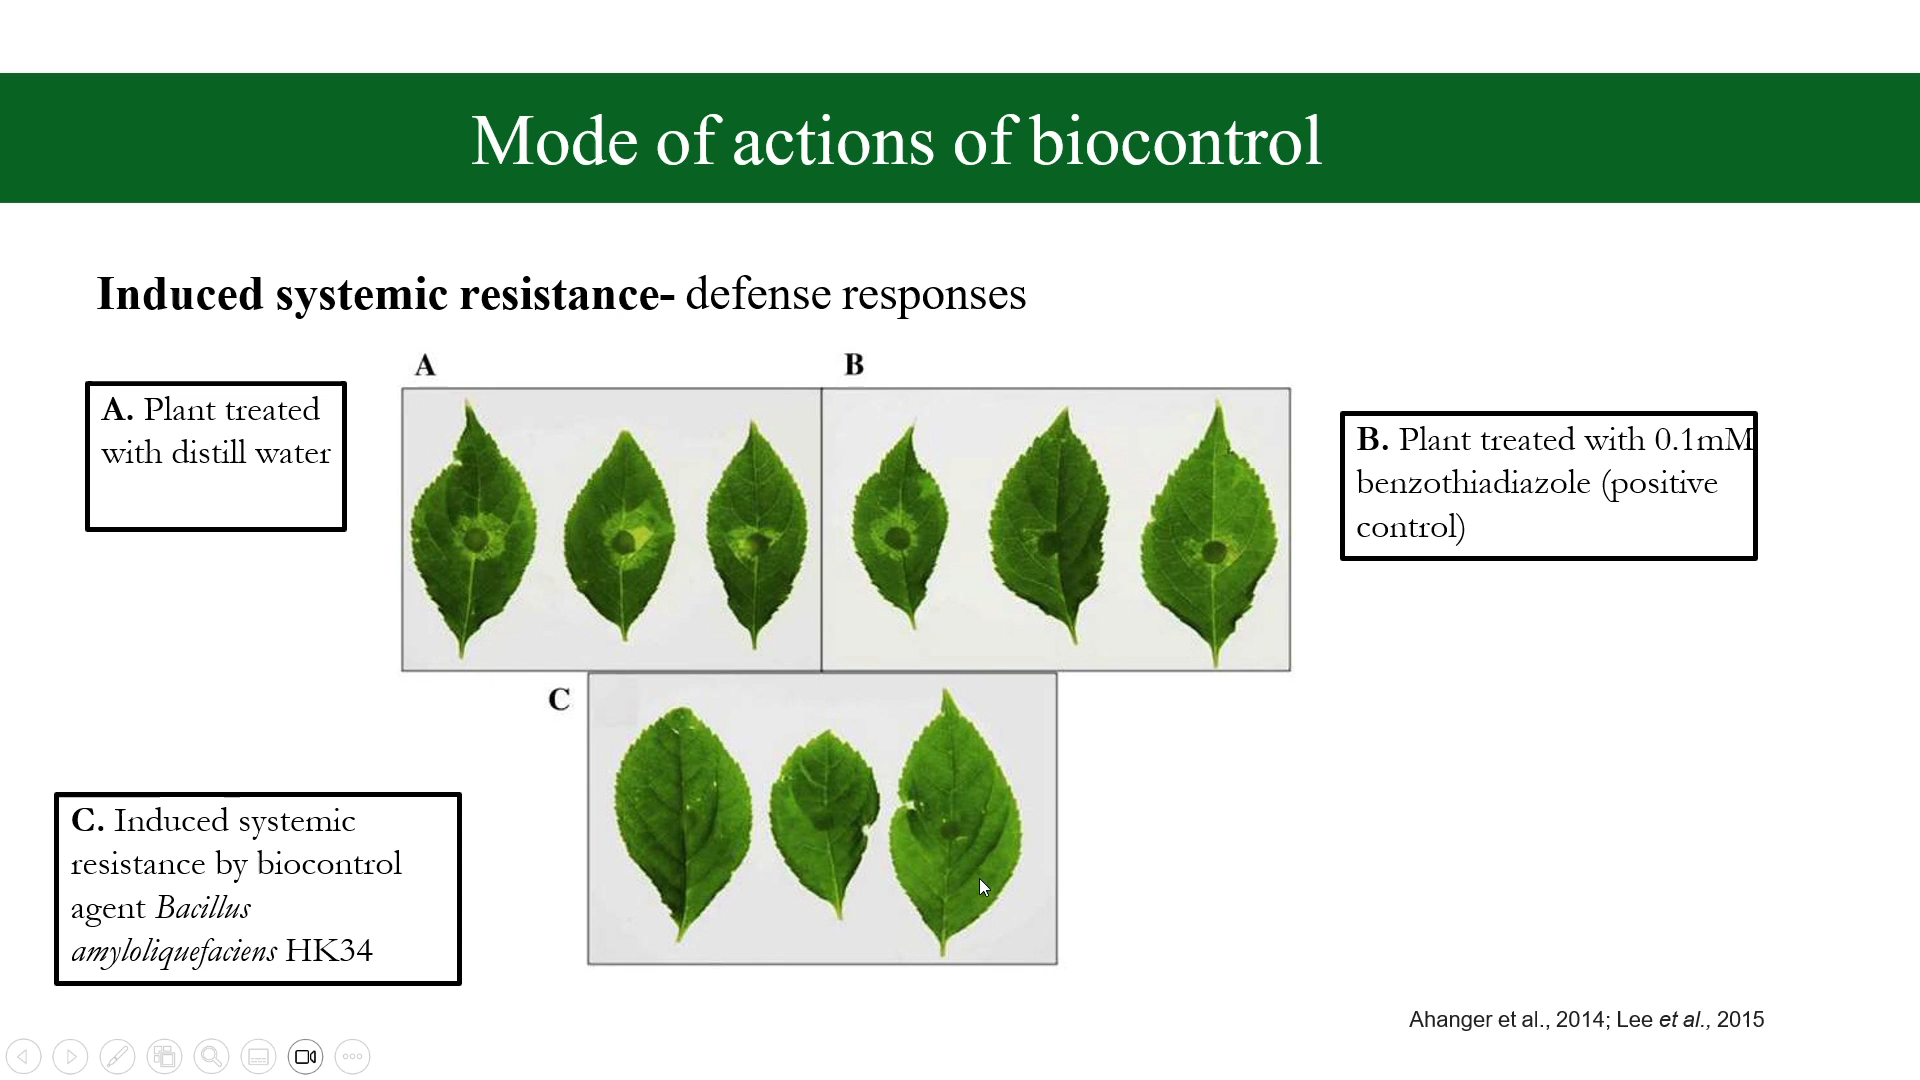 Mode of actions of biocontrol
Induced systemic resistance- defense responses
A
B
A. Plant treated
with distill water
B. Plant treated with 0.1mM
benzothiadiazole (positive
control)
C
C. Induced systemic
resistance by biocontrol
agent Bacillus
amyloliquefaciens HK34
Ahanger et al., 2014; Lee et al., 2015